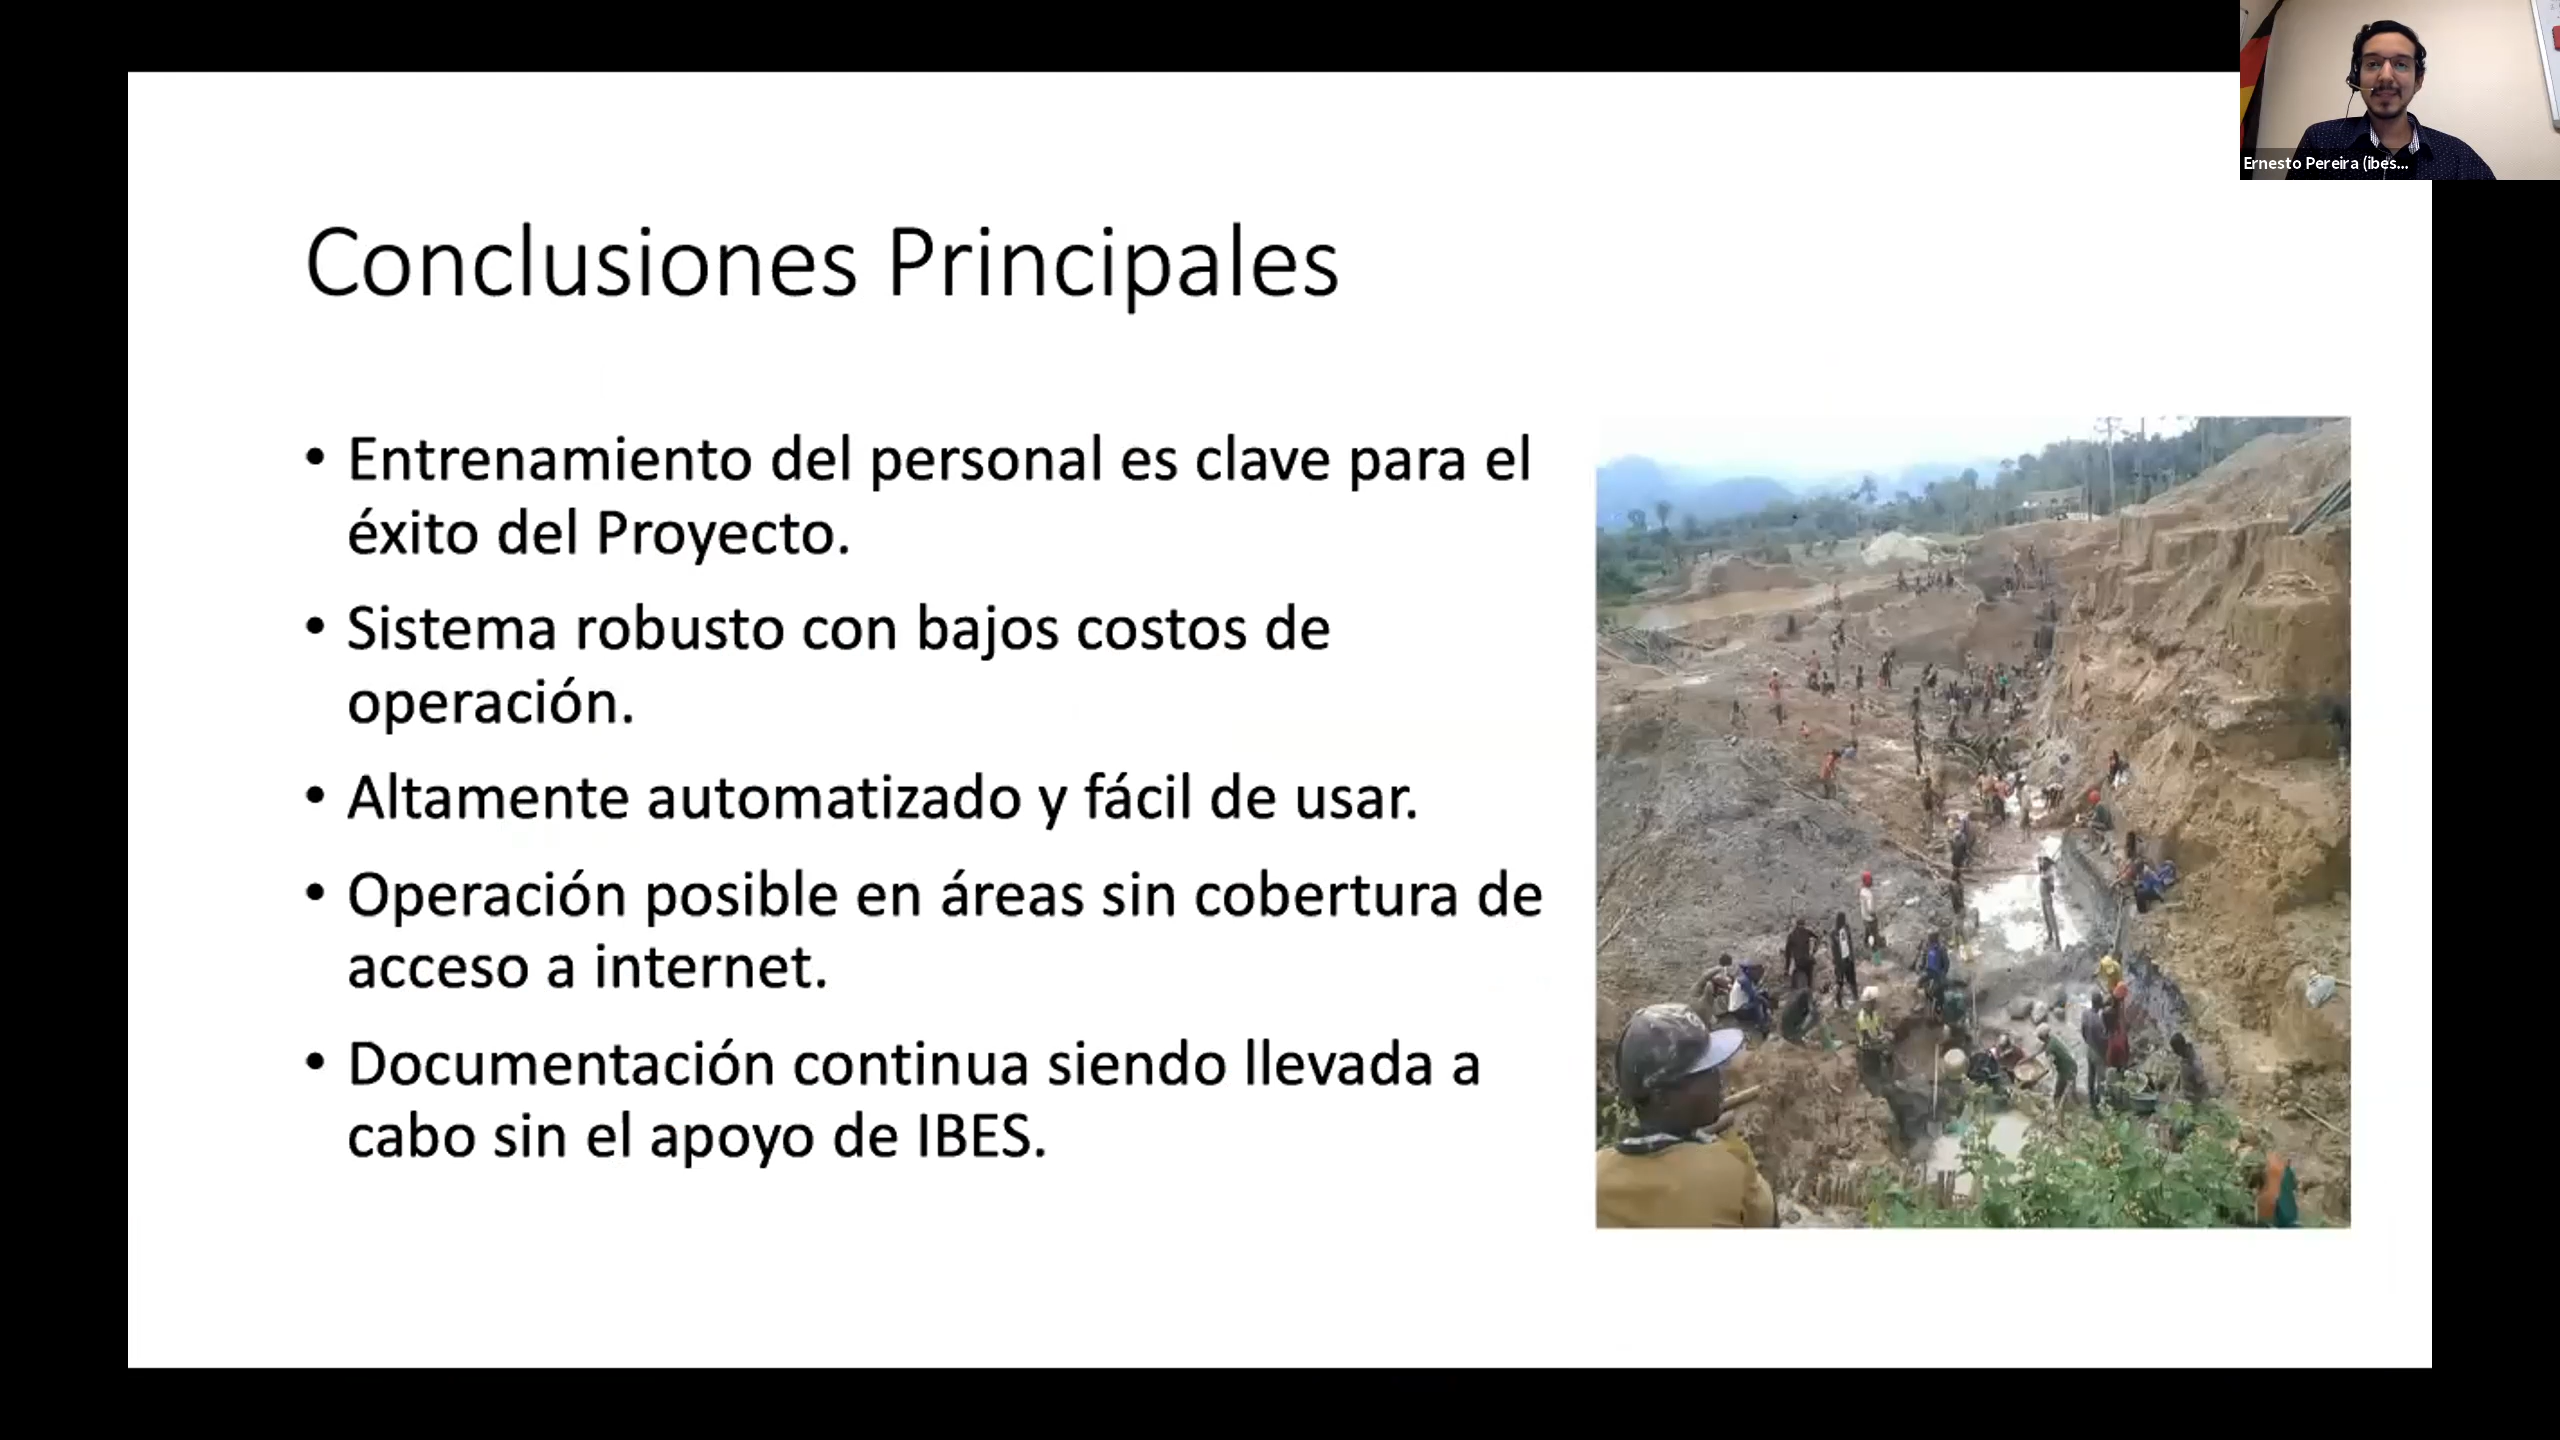 Ernesto Pereira (ibes...
Conclusiones Principales
• Entrenamiento del personal es clave para el
éxito del Proyecto.
• Sistema robusto con bajos costos de
operación.
• Altamente automatizado y fácil de usar.
• Operación posible en áreas sin cobertura de
acceso a internet.
• Documentación continua siendo llevada a
cabo sin el apoyo de IBES.